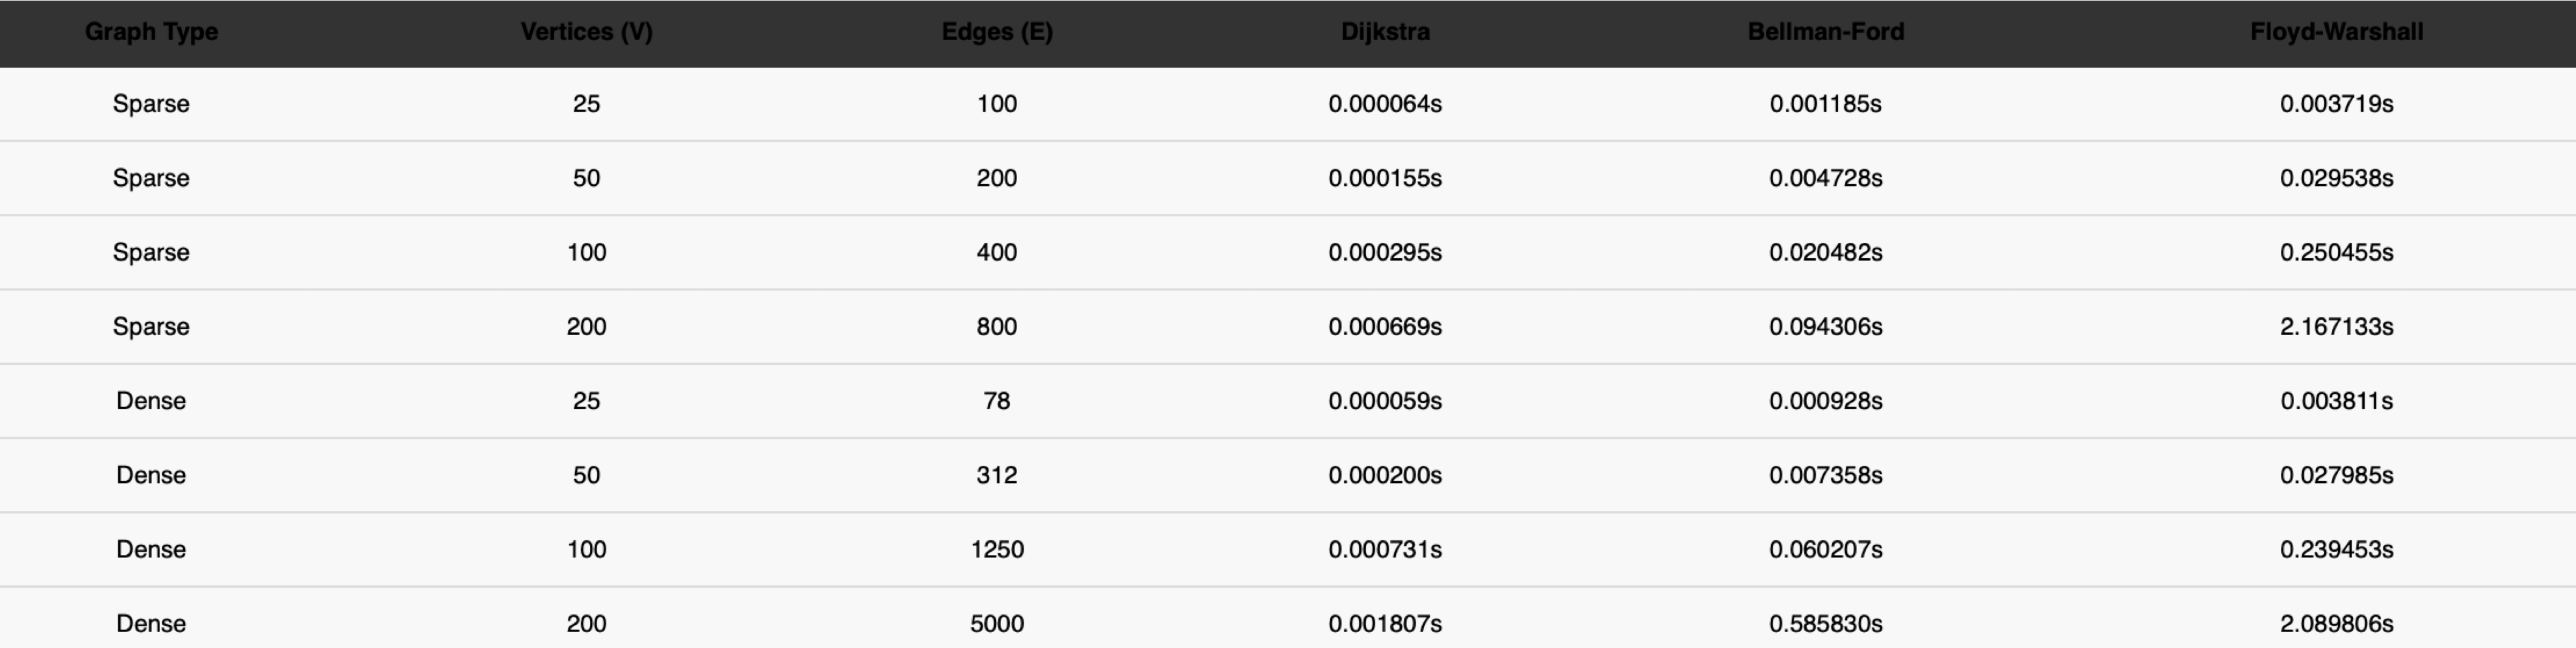 Graph Type Vertices (V) Edges (E) Dijkstra Bellman-Ford Floyd-Warshall
Sparse 25 100 0.000064s 0.001185s 0.003719s
Sparse 50 200 0.000155s 0.004728s 0.029538s
Sparse 100 400 0.000295s 0.020482s 0.250455s
Sparse 200 800 0.000669s 0.094306s 2.167133s
Dense 25 78 0.000059s 0.000928s 0.003811s
Dense 50 312 0.000200s 0.007358s 0.027985s
Dense 100 1250 0.000731s 0.060207s 0.239453s
Dense 200 5000 0.001807s 0.585830s 2.089806s